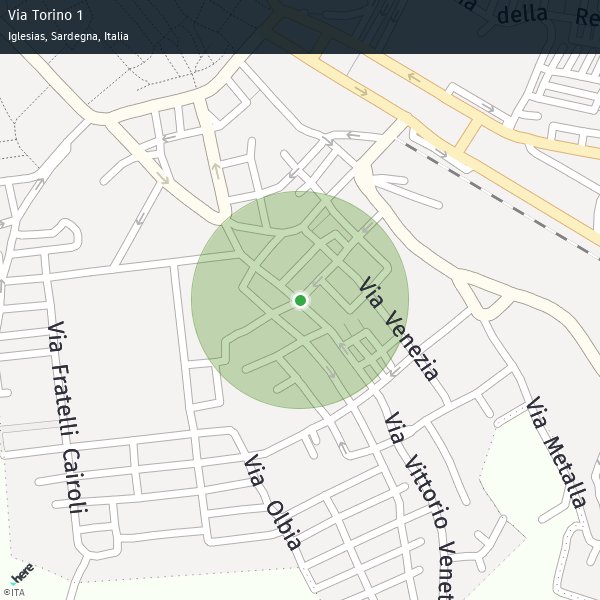 Via Torino 1
Iglesias, Sardegna, Italia
della
Via Venezia
Via Fratelli Cairoli
Via Metalla
Via Vittorio Venet
Via Olbia
here
©ITA